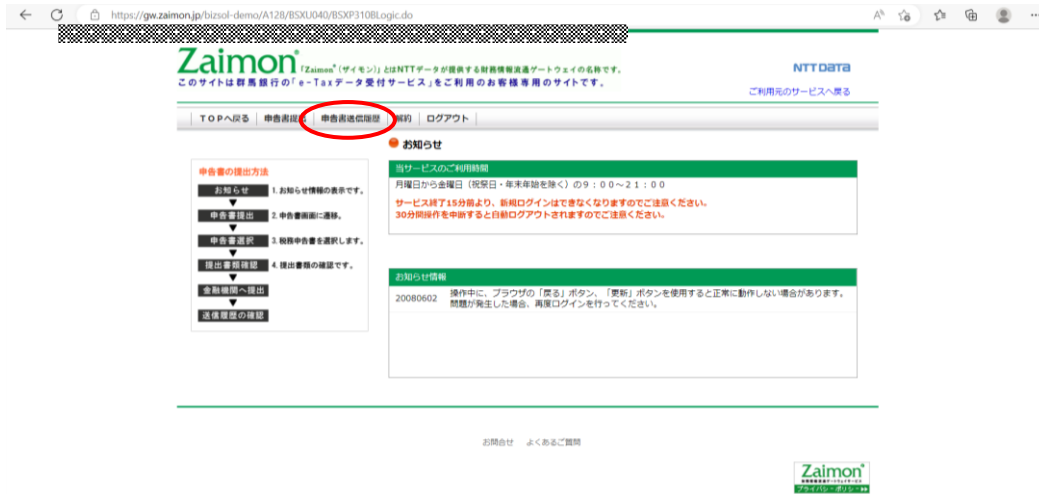 https://gw.zaimon.jp/bizsol-demo/A128/BSXU040/BSXP310BLogic.do
Zaimon®「Zaimon®(ザイモン)」とはNTTデータが提供する財務情報流通ゲートウェイの名称です。
NTT DATA
このサイトは群馬銀行の「e-Taxデータ受付サービス」をご利用のお客様専用のサイトです。
ご利用元のサービスへ戻る
TOPへ戻る 申告書提出 申告書送信履歴 解約 ログアウト
お知らせ
申告書の提出方法
お知らせ 1.お知らせ情報の表示です。
申告書提出 2.申告書画面に遷移。
申告書選択 3.税務申告書を選択します。
提出書類確認 4.提出書類の確認です。
金融機関へ提出
送信履歴の確認
当サービスのご利用時間
月曜日から金曜日（祝祭日・年末年始を除く）の9：00～21：00
サービス終了15分前より、新規ログインはできなくなりますのでご注意ください。
30分間操作を中断すると自動ログアウトされますのでご注意ください。
お知らせ情報
20080602 操作中に、ブラウザの「戻る」ボタン、「更新」ボタンを使用すると正常に動作しない場合があります。
問題が発生した場合、再度ログインを行ってください。
お問合せ よくあるご質問
Zaimon®
プライバシーポリシー